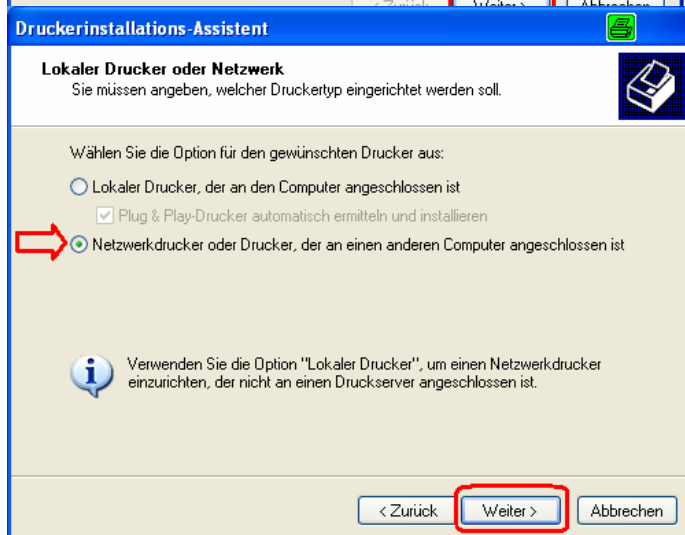 < Zurück Weiter > Abbrechen
Druckerinstallations-Assistent
Lokaler Drucker oder Netzwerk
Sie müssen angeben, welcher Druckertyp eingerichtet werden soll.
Wählen Sie die Option für den gewünschten Drucker aus:
Lokaler Drucker, der an den Computer angeschlossen ist
Plug & Play-Drucker automatisch ermitteln und installieren
Netzwerkdrucker oder Drucker, der an einen anderen Computer angeschlossen ist
Verwenden Sie die Option "Lokaler Drucker", um einen Netzwerkdrucker
einzurichten, der nicht an einen Druckserver angeschlossen ist.
< Zurück Weiter > Abbrechen